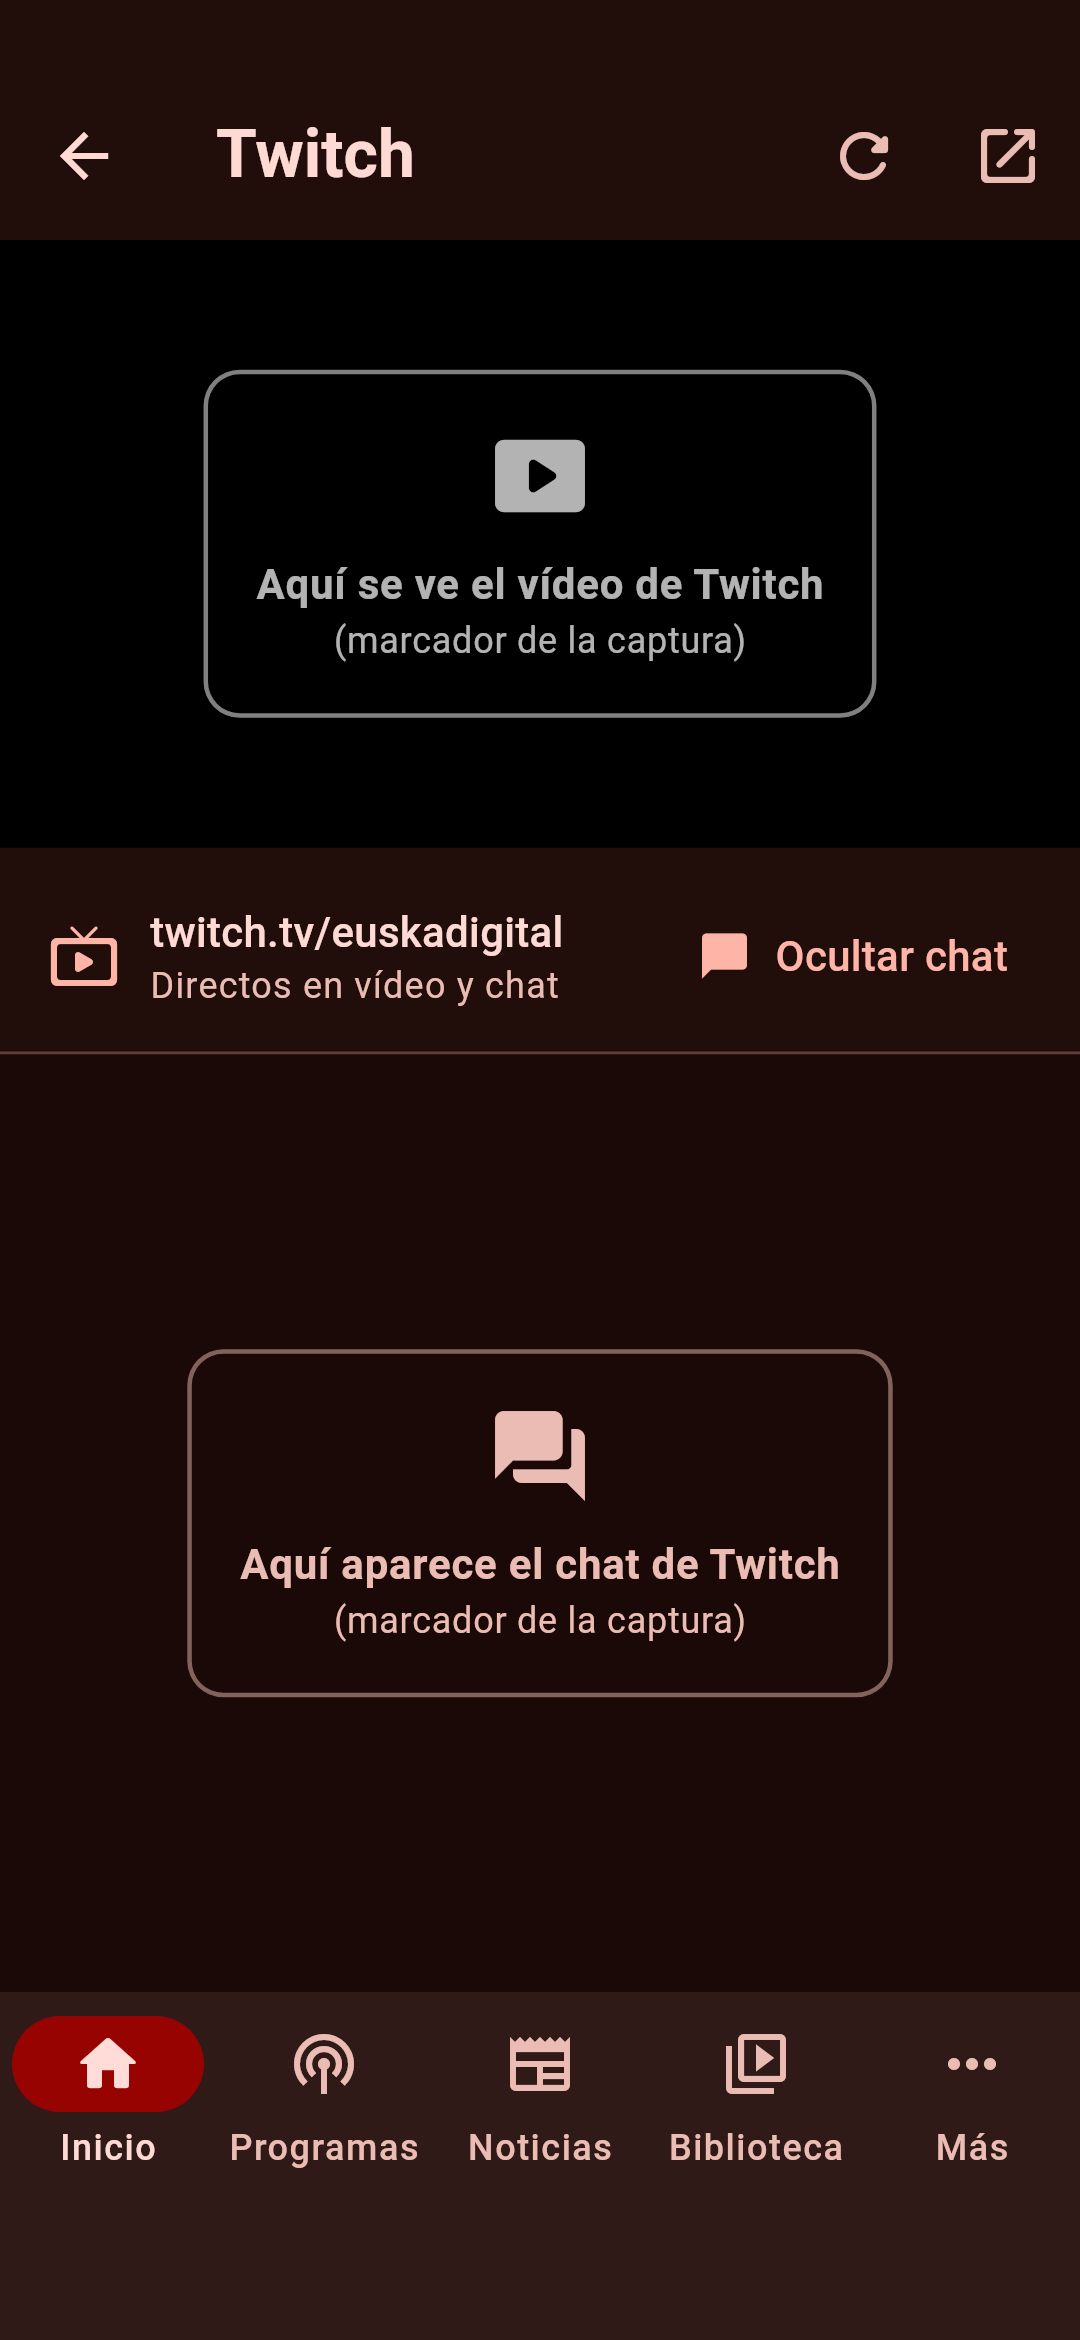 Twitch
Aquí se ve el vídeo de Twitch
(marcador de la captura)
twitch.tv/euskadigital
Directos en vídeo y chat
Ocultar chat
Aquí aparece el chat de Twitch
(marcador de la captura)
Inicio
Programas
Noticias
Biblioteca
Más